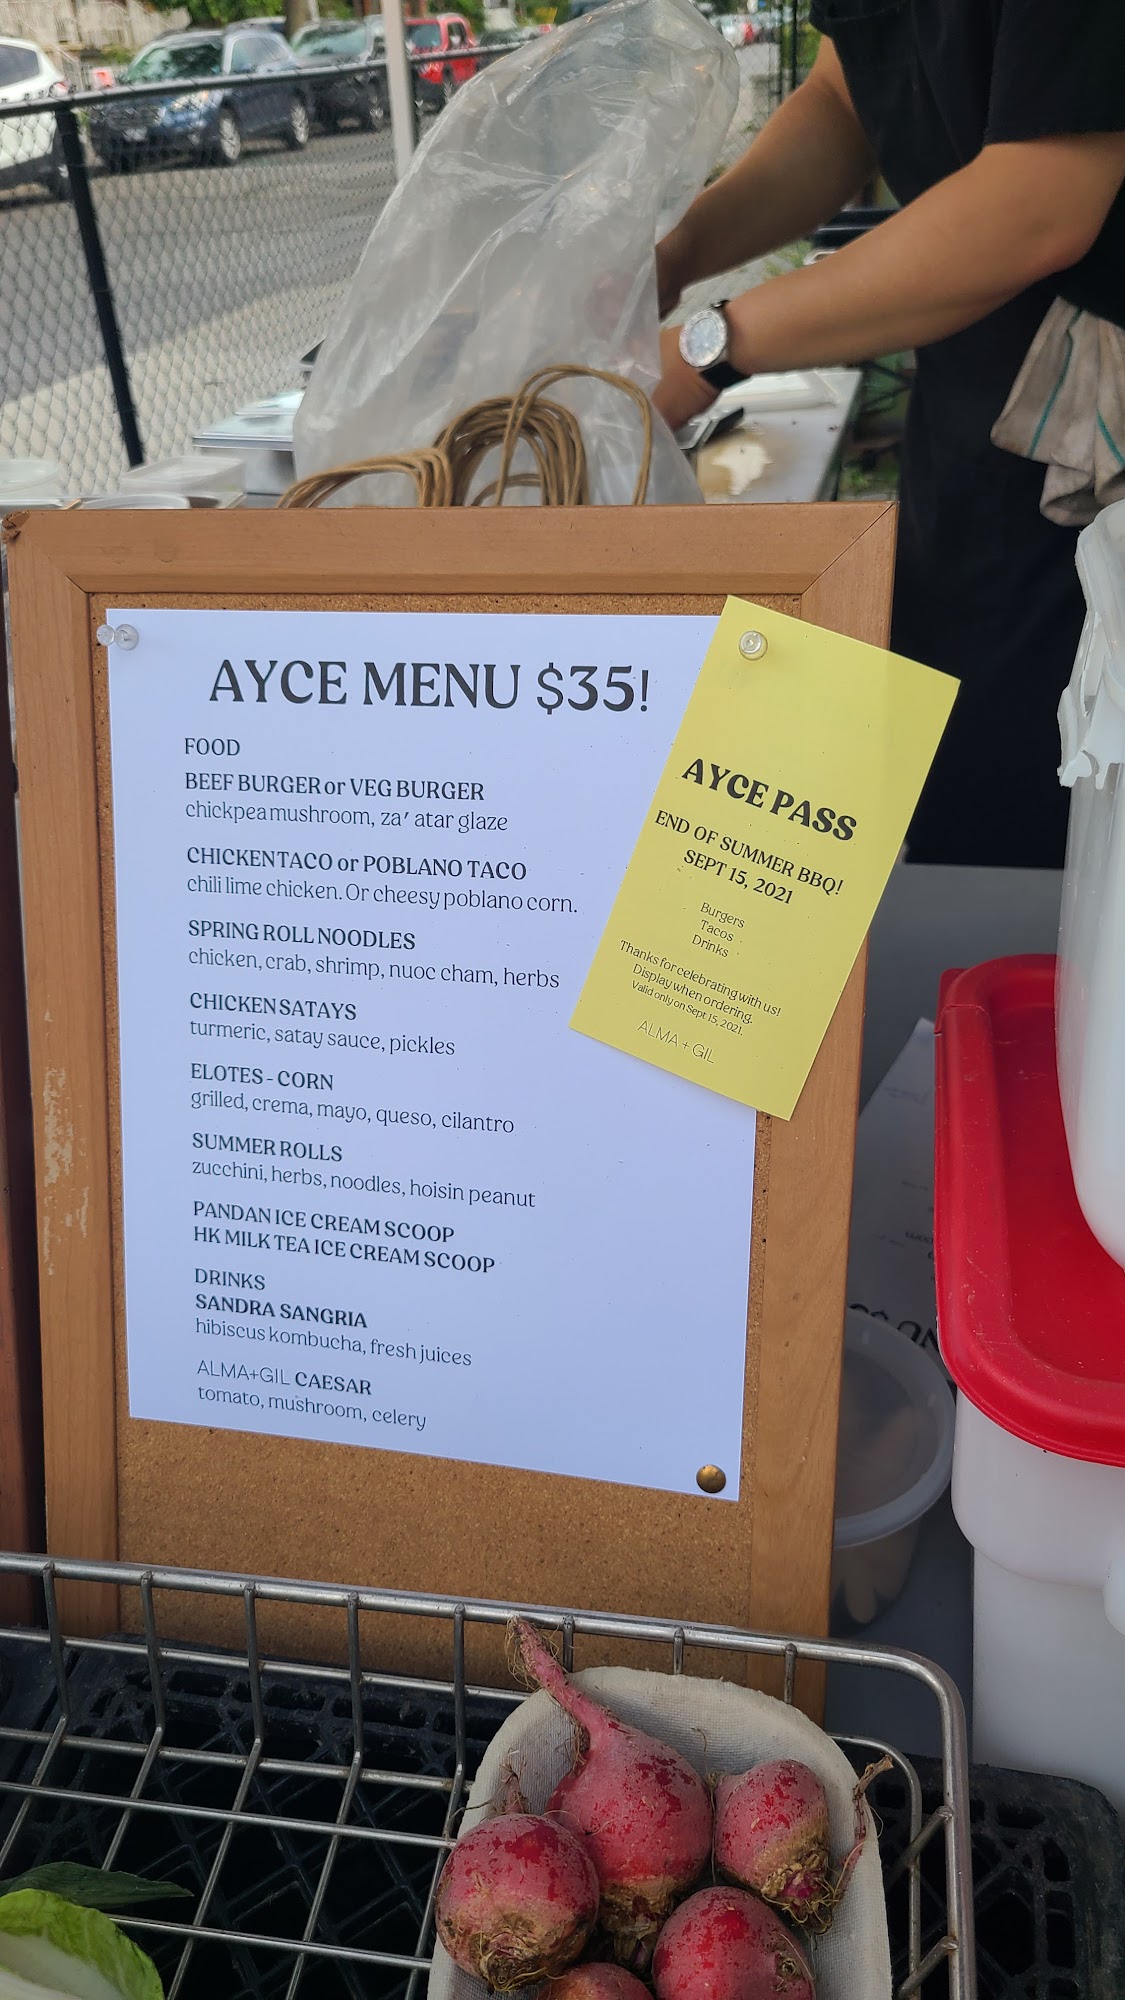 AYCE MENU $35!
FOOD
BEEF BURGER or VEG BURGER
chickpea mushroom, za' atar glaze
CHICKEN TACO or POBLANO TACO
chili lime chicken. Or cheesy poblano corn.
SPRING ROLL NOODLES
chicken, crab, shrimp, nuoc cham, herbs
CHICKEN SATAYS
turmeric, satay sauce, pickles
ELOTES - CORN
grilled, crema, mayo, queso, cilantro
SUMMER ROLLS
zucchini, herbs, noodles, hoisin peanut
PANDAN ICE CREAM SCOOP
HK MILK TEA ICE CREAM SCOOP
DRINKS
SANDRA SANGRIA
hibiscus kombucha, fresh juices
ALMA+GIL CAESAR
tomato, mushroom, celery
AYCE PASS
END OF SUMMER BBQ!
SEPT 15, 2021
Burgers
Tacos
Drinks
Thanks for celebrating with us!
Display when ordering.
Valid only on Sept 15, 2021.
ALMA + GIL